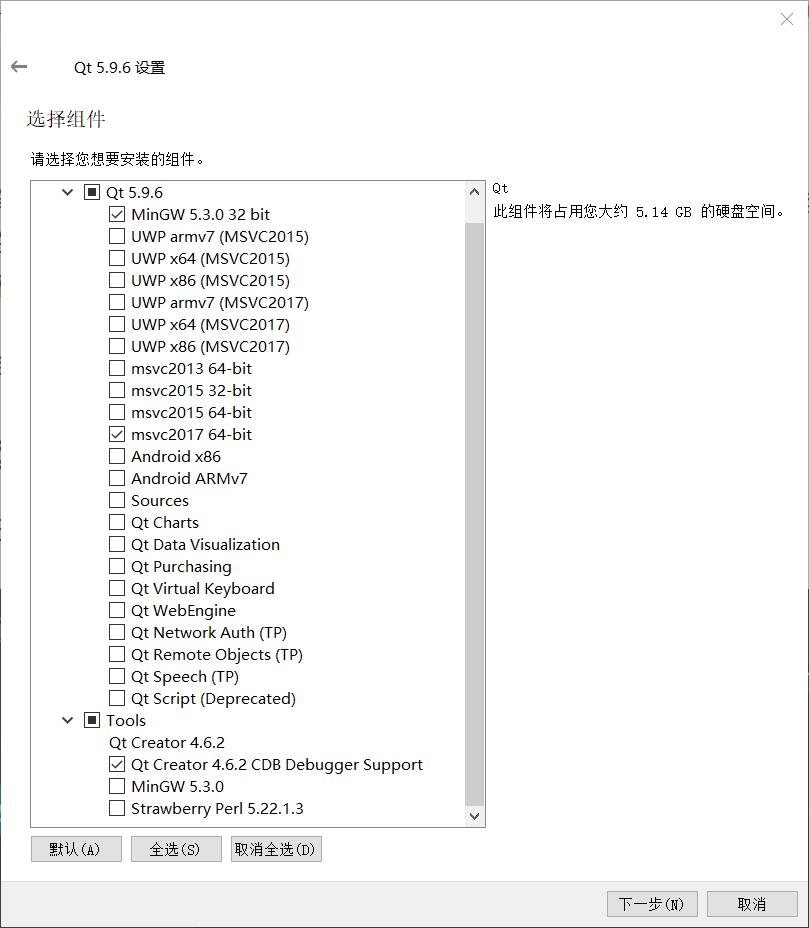 Qt 5.9.6 设置
选择组件
请选择您想要安装的组件。
Qt 5.9.6
MinGW 5.3.0 32 bit
UWP armv7 (MSVC2015)
UWP x64 (MSVC2015)
UWP x86 (MSVC2015)
UWP armv7 (MSVC2017)
UWP x64 (MSVC2017)
UWP x86 (MSVC2017)
msvc2013 64-bit
msvc2015 32-bit
msvc2015 64-bit
msvc2017 64-bit
Android x86
Android ARMv7
Sources
Qt Charts
Qt Data Visualization
Qt Purchasing
Qt Virtual Keyboard
Qt WebEngine
Qt Network Auth (TP)
Qt Remote Objects (TP)
Qt Speech (TP)
Qt Script (Deprecated)
Tools
Qt Creator 4.6.2
Qt Creator 4.6.2 CDB Debugger Support
MinGW 5.3.0
Strawberry Perl 5.22.1.3
Qt
此组件将占用您大约 5.14 GB 的硬盘空间。
默认(A) 全选(S) 取消全选(D)
下一步(N) 取消